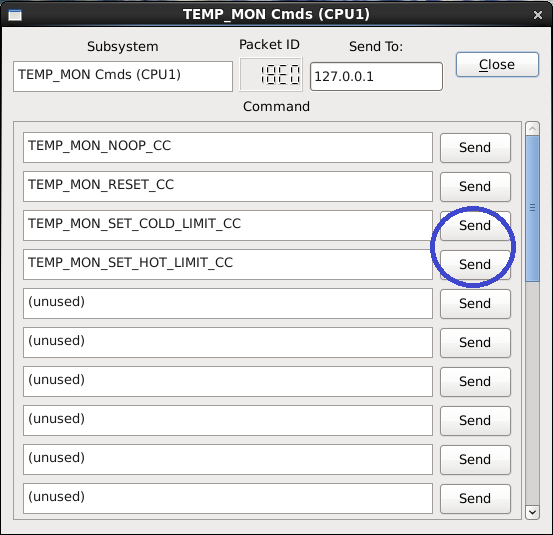 TEMP_MON Cmds (CPU1)
Subsystem
Packet ID
Send To:
TEMP_MON Cmds (CPU1)
18E0
127.0.0.1
Close
Command
TEMP_MON_NOOP_CC Send
TEMP_MON_RESET_CC Send
TEMP_MON_SET_COLD_LIMIT_CC Send
TEMP_MON_SET_HOT_LIMIT_CC Send
(unused) Send
(unused) Send
(unused) Send
(unused) Send
(unused) Send
(unused) Send